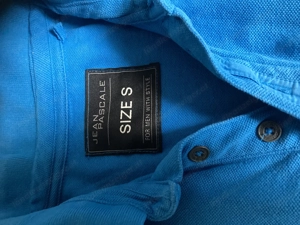 JEAN
PASCALE
SIZE S
FOR MEN WITH STYLE